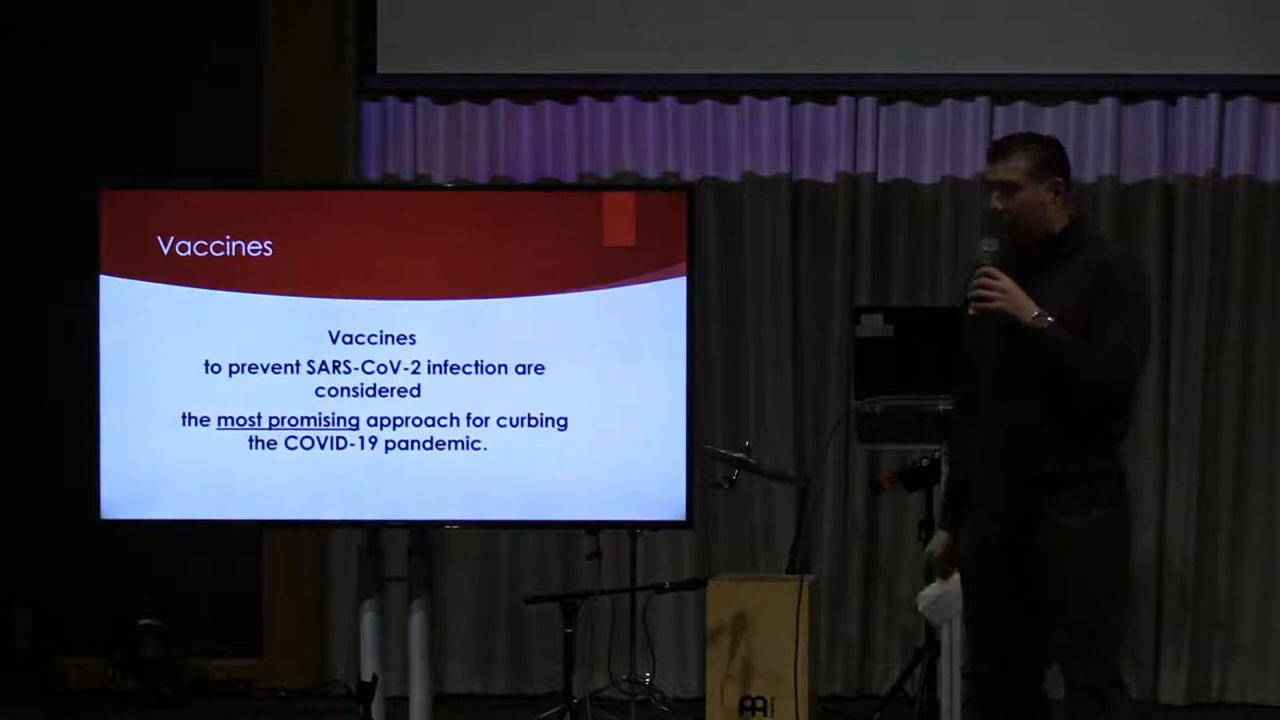 Vaccines
Vaccines
to prevent SARS-CoV-2 infection are
considered
the most promising approach for curbing
the COVID-19 pandemic.